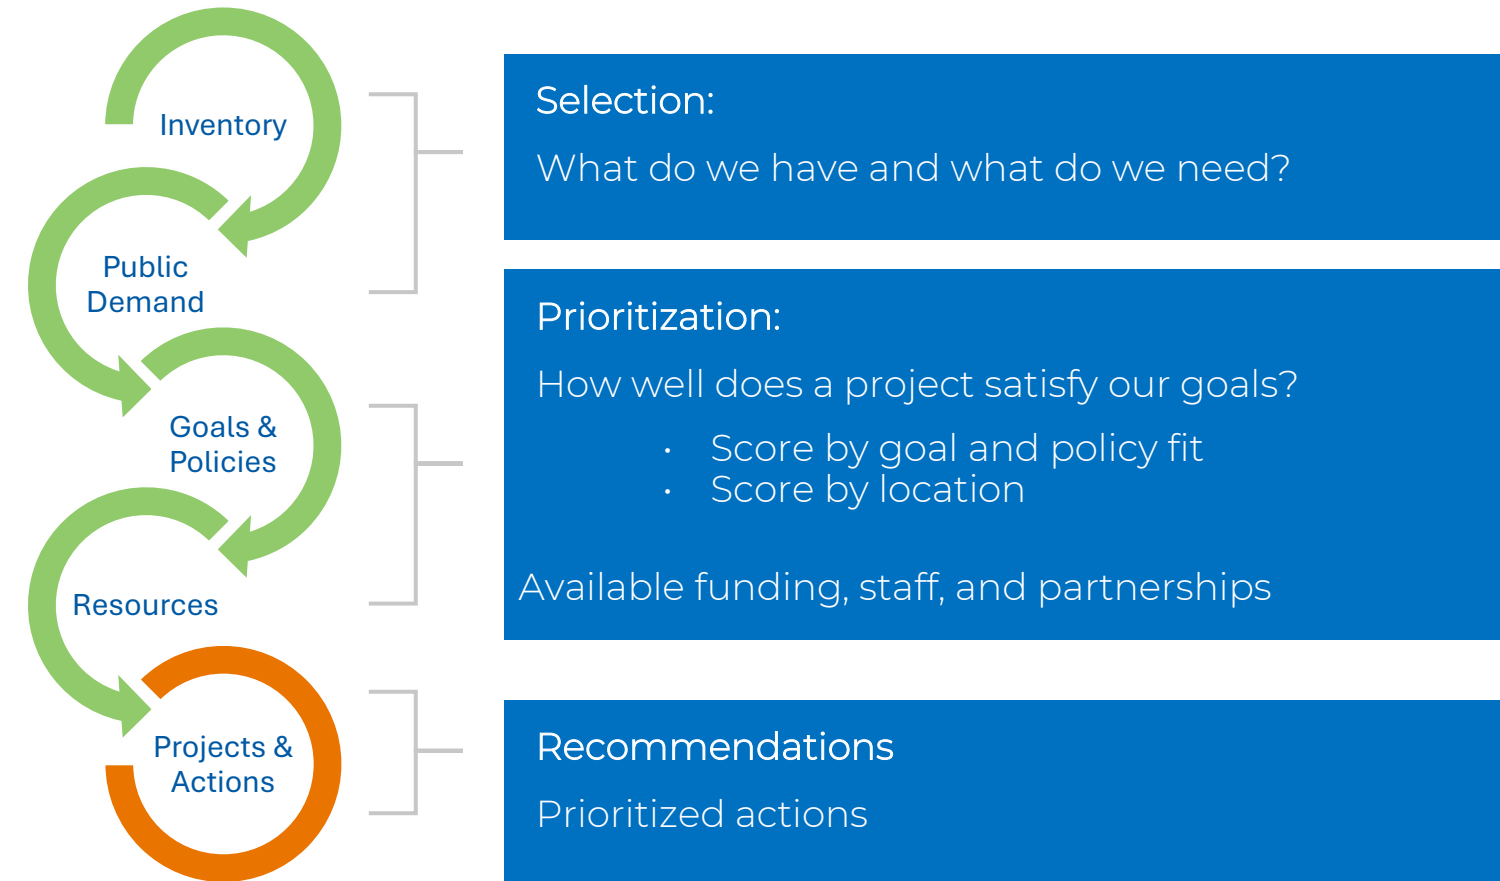 Inventory
Public
Demand
Goals &
Policies
Resources
Projects &
Actions
Selection:
What do we have and what do we need?
Prioritization:
How well does a project satisfy our goals?
· Score by goal and policy fit
· Score by location
Available funding, staff, and partnerships
Recommendations
Prioritized actions